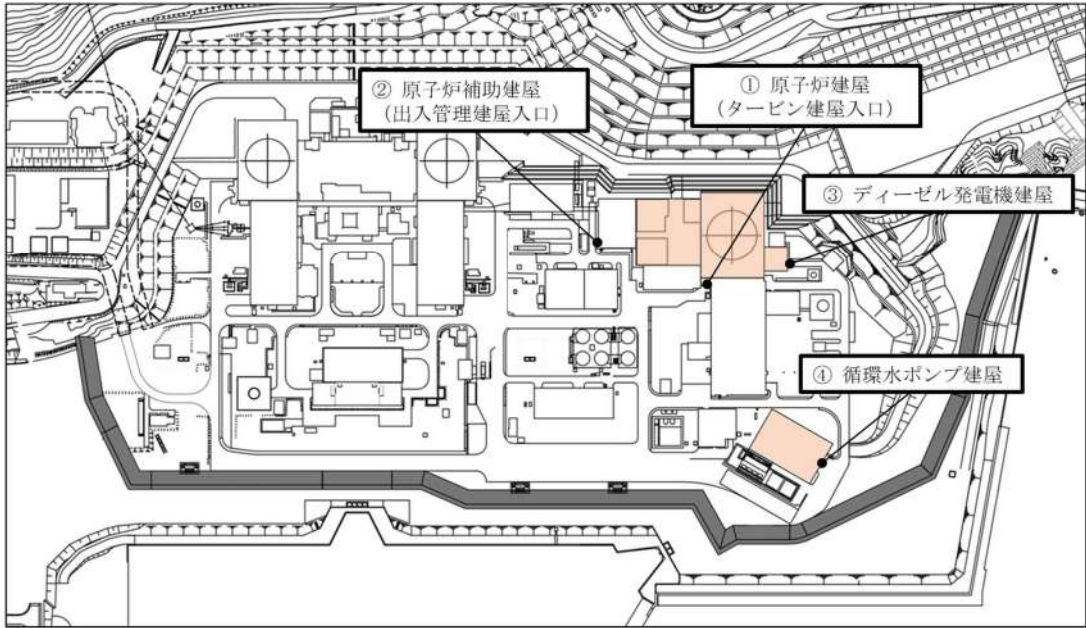 ② 原子炉補助建屋
(出入管理建屋入口)
① 原子炉建屋
(タービン建屋入口)
③ ディーゼル発電機建屋
④ 循環水ポンプ建屋